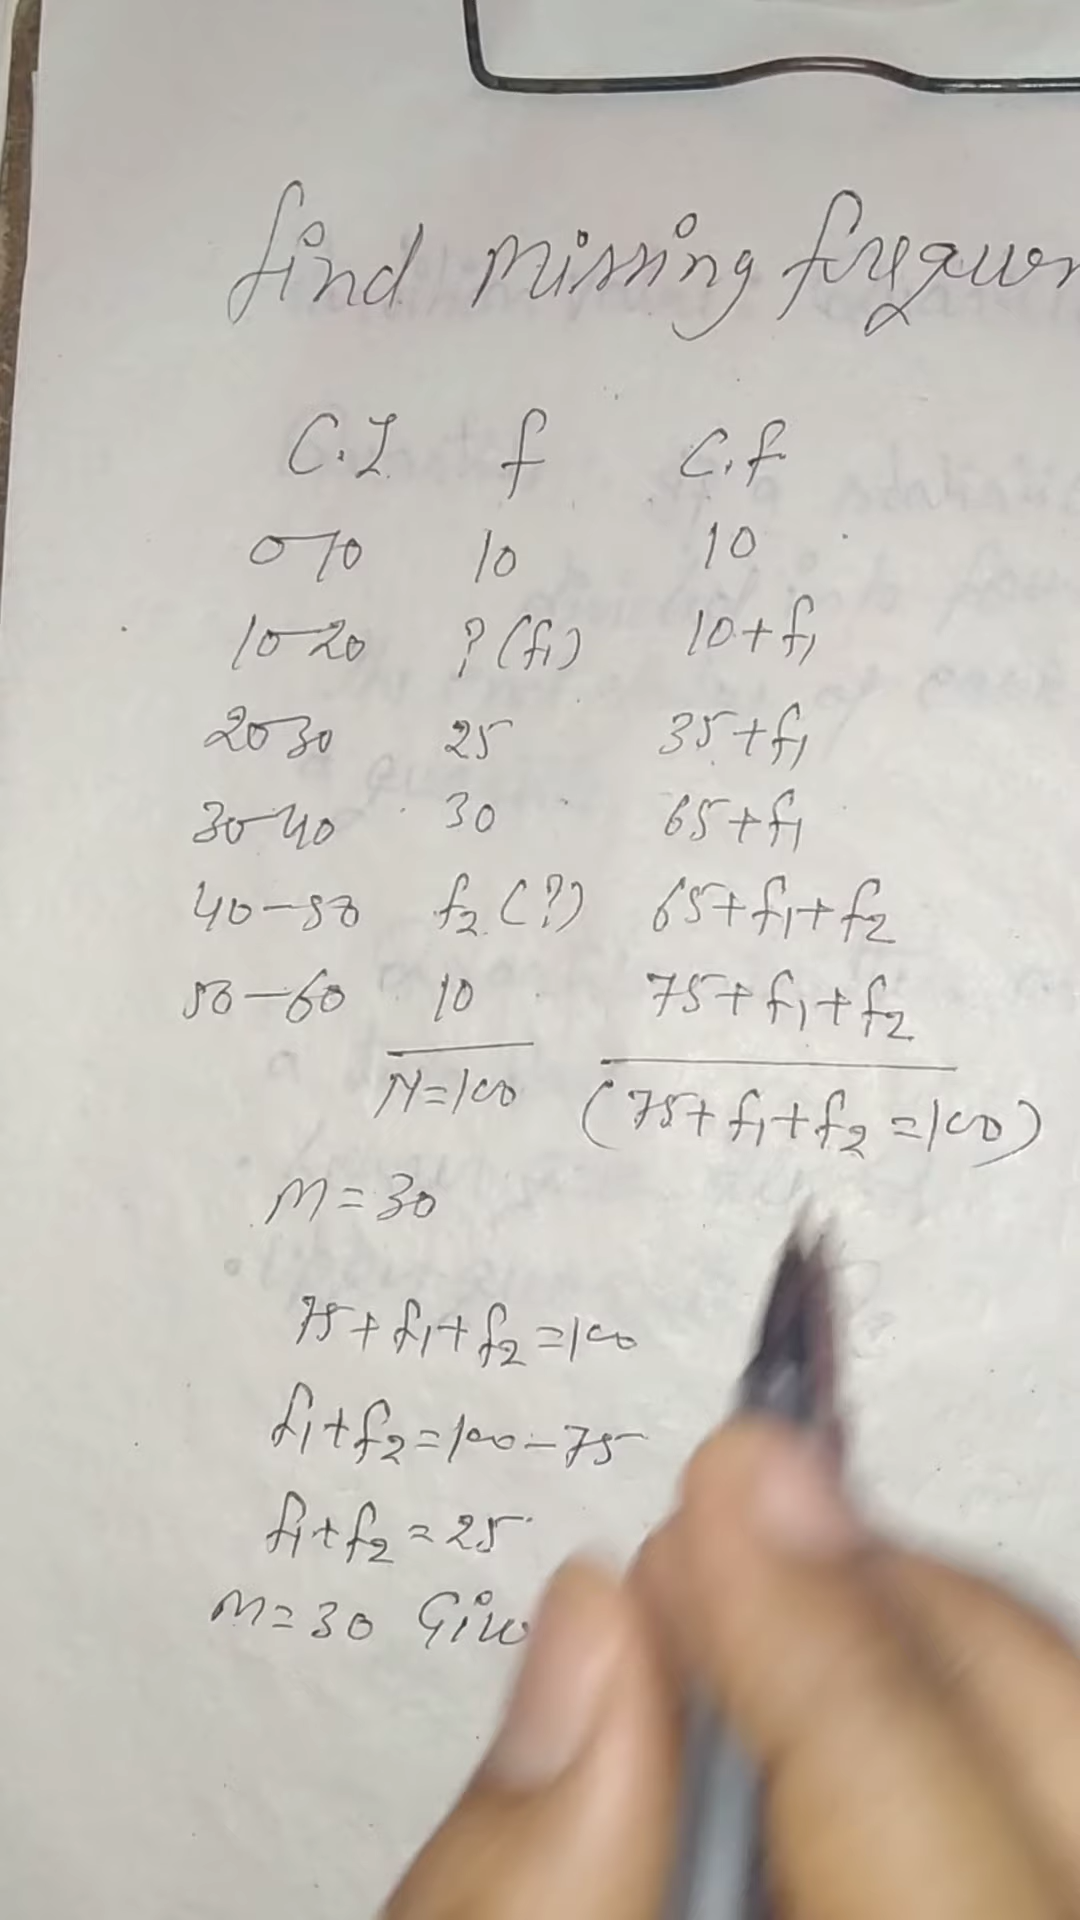 find missing
C.I f C.f
0-10 10 10
10-20 ?(f1) 10+f1
20-30 25 35+f1
30-40 30 65+f1
40-50 f2(?) 65+f1+f2
50-60 10 75+f1+f2
N=100 (75+f1+f2=100)
M=30
75+f1+f2=100
f1+f2=100-75
f1+f2=25
M=30